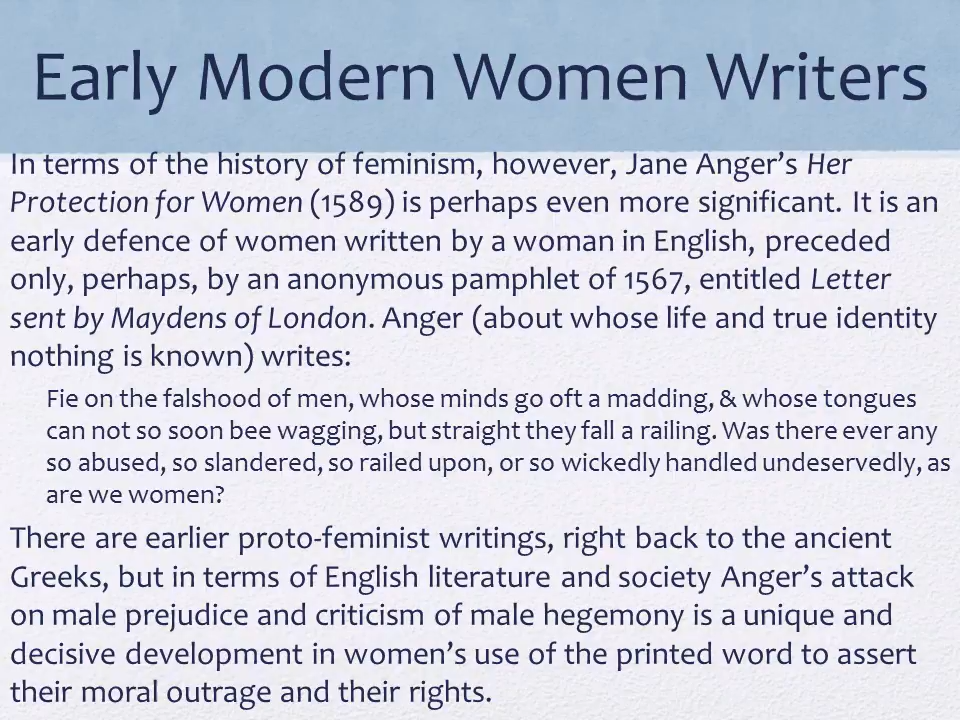 Early Modern Women Writers
In terms of the history of feminism, however, Jane Anger’s Her
Protection for Women (1589) is perhaps even more significant. It is an
early defence of women written by a woman in English, preceded
only, perhaps, by an anonymous pamphlet of 1567, entitled Letter
sent by Maydens of London. Anger (about whose life and true identity
nothing is known) writes:
Fie on the falshood of men, whose minds go oft a madding, & whose tongues
can not so soon bee wagging, but straight they fall a railing. Was there ever any
so abused, so slandered, so railed upon, or so wickedly handled undeservedly, as
are we women?
There are earlier proto-feminist writings, right back to the ancient
Greeks, but in terms of English literature and society Anger’s attack
on male prejudice and criticism of male hegemony is a unique and
decisive development in women’s use of the printed word to assert
their moral outrage and their rights.